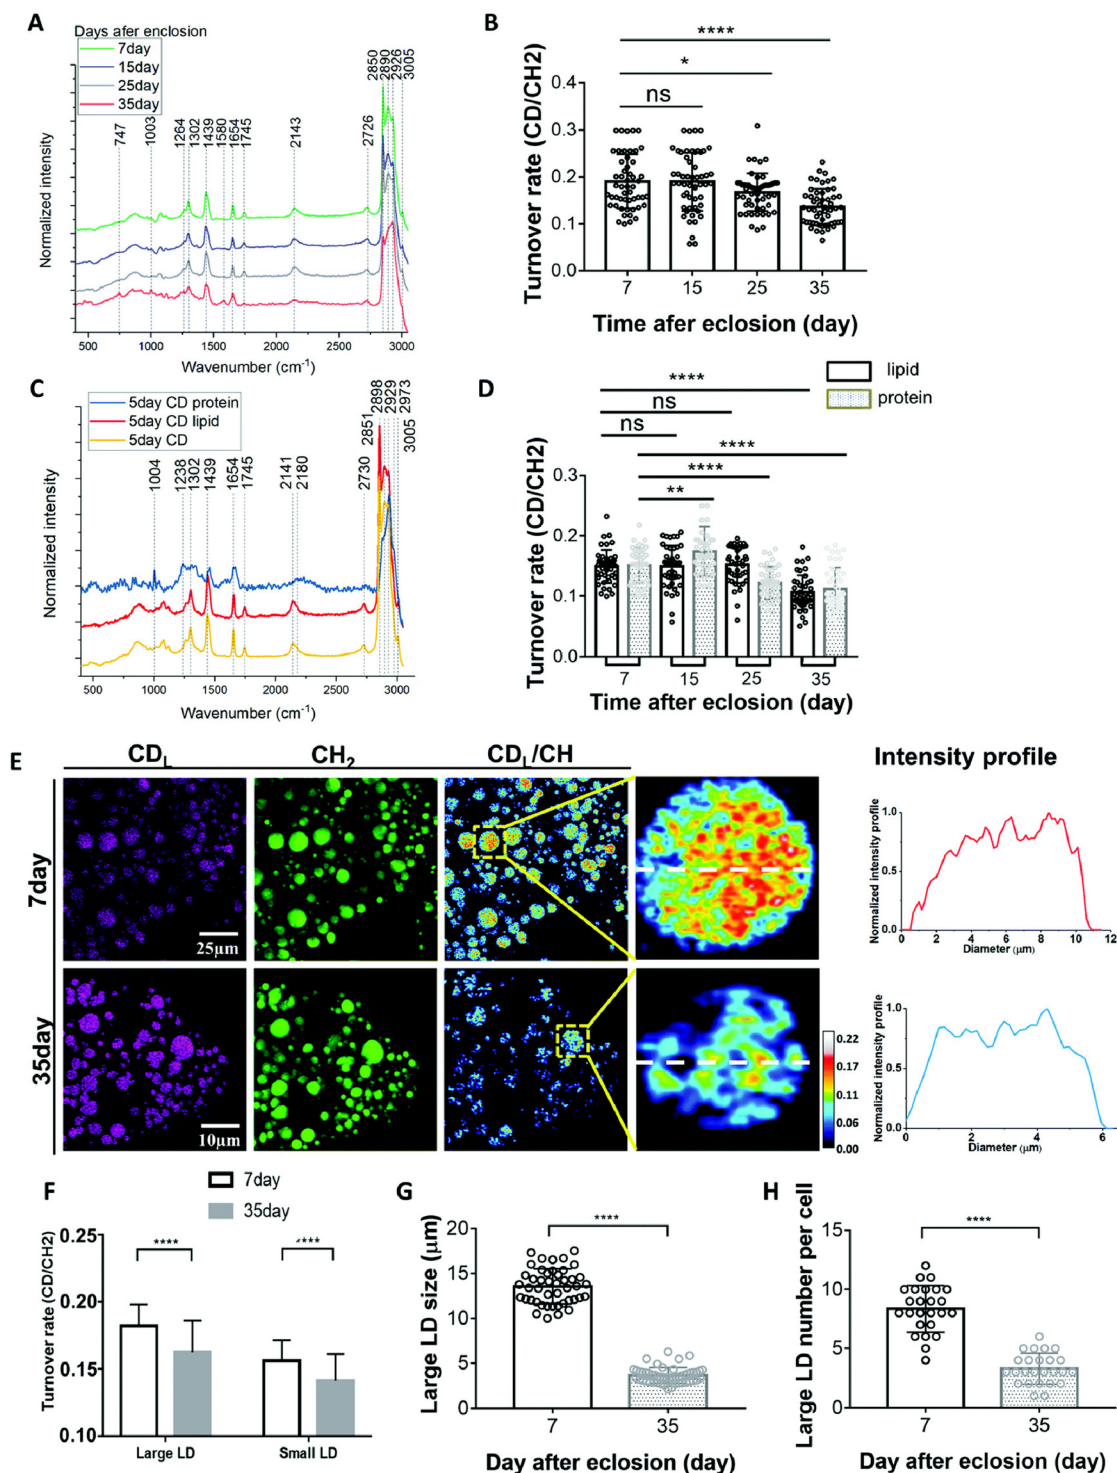 A
Days afer enclosion
7day
15day
25day
35day
747
1003
1264
1302
1439
1580
1654
1745
2143
2726
2850
2890
2926
3005
Normalized intensity
500 1000 1500 2000 2500 3000
Wavenumber (cm-1)
B
****
*
ns
Turnover rate (CD/CH2)
0.4
0.3
0.2
0.1
0.0
7 15 25 35
Time afer eclosion (day)
C
5day CD protein
5day CD lipid
5day CD
1004
1238
1302
1439
1654
1745
2141
2180
2730
2851
2898
2929
2973
3005
Normalized intensity
500 1000 1500 2000 2500 3000
Wavenumber (cm-1)
D
lipid
protein
****
ns
ns
****
****
**
Turnover rate (CD/CH2)
0.3
0.2
0.1
0.0
7 15 25 35
Time after eclosion (day)
E
CDL
CH2
CDL/CH
Intensity profile
7day
25μm
Normalized intensity profile
1.0
0.5
0.0
0 2 4 6 8 10 12
Diameter (μm)
35day
10μm
0.22
0.17
0.11
0.06
0.00
Normalized intensity profile
1.0
0.5
0.0
0 2 4 6
Diameter (μm)
F
7day
35day
Turnover rate (CD/CH2)
0.25
0.20
0.15
0.10
****
****
Large LD Small LD
G
****
Large LD size (μm)
20
15
10
5
0
7 35
Day after eclosion (day)
H
****
Large LD number per cell
15
10
5
0
7 35
Day after eclosion (day)